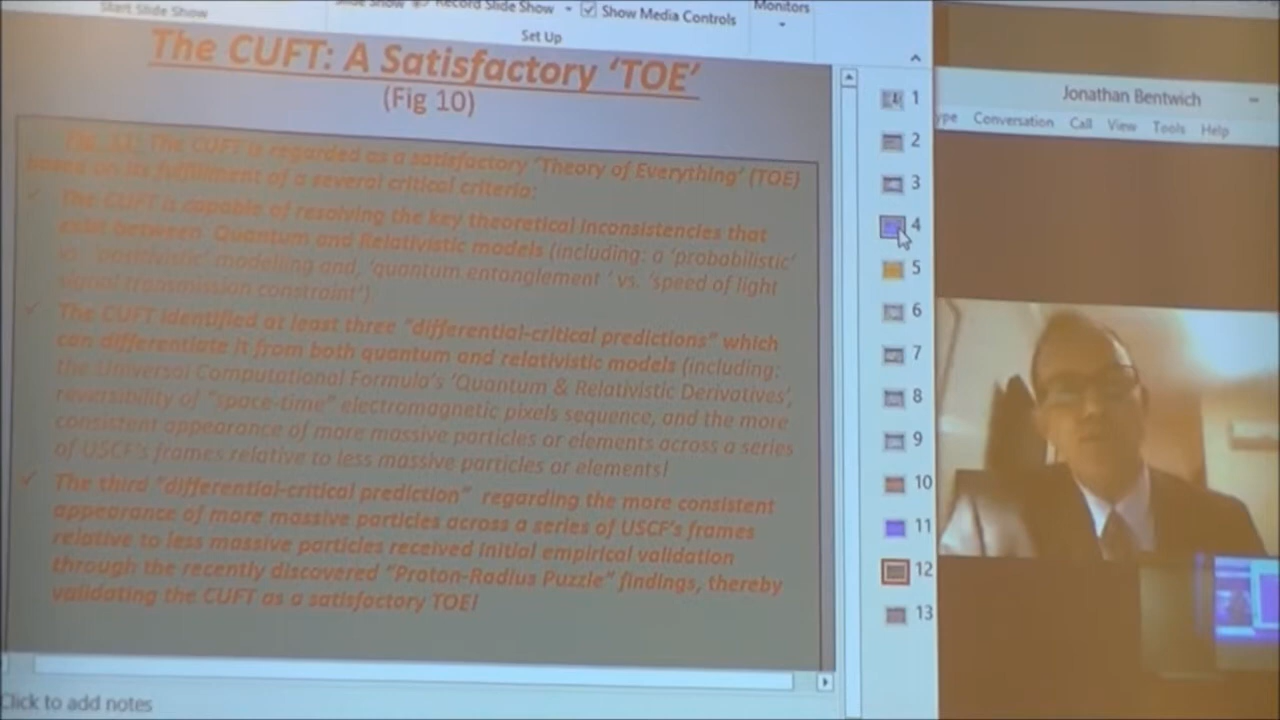 Start Slide Show
Slide Show Record Slide Show
Show Media Controls
Monitors
Set Up
The CUFT: A Satisfactory 'TOE'
(Fig 10)
Fig. 11: The CUFT is regarded as a satisfactory 'Theory of Everything' (TOE)
based on its fulfillment of a several critical criteria:
✓ The CUFT is capable of resolving the key theoretical inconsistencies that
exist between Quantum and Relativistic models (including: a 'probabilistic'
vs. 'positivistic' modelling and, 'quantum entanglement ' vs. 'speed of light
signal transmission constraint').
✓ The CUFT identified at least three "differential-critical predictions" which
can differentiate it from both quantum and relativistic models (including:
the Universal Computational Formula's 'Quantum & Relativistic Derivatives',
reversibility of "space-time" electromagnetic pixels sequence, and the more
consistent appearance of more massive particles or elements across a series
of USCF's frames relative to less massive particles or elements!
✓ The third "differential-critical prediction" regarding the more consistent
appearance of more massive particles across a series of USCF's frames
relative to less massive particles received initial empirical validation
through the recently discovered "Proton-Radius Puzzle" findings, thereby
validating the CUFT as a satisfactory TOE!
Click to add notes
1
2
3
4
5
6
7
8
9
10
11
12
13
Jonathan Bentwich
ype Conversation Call View Tools Help